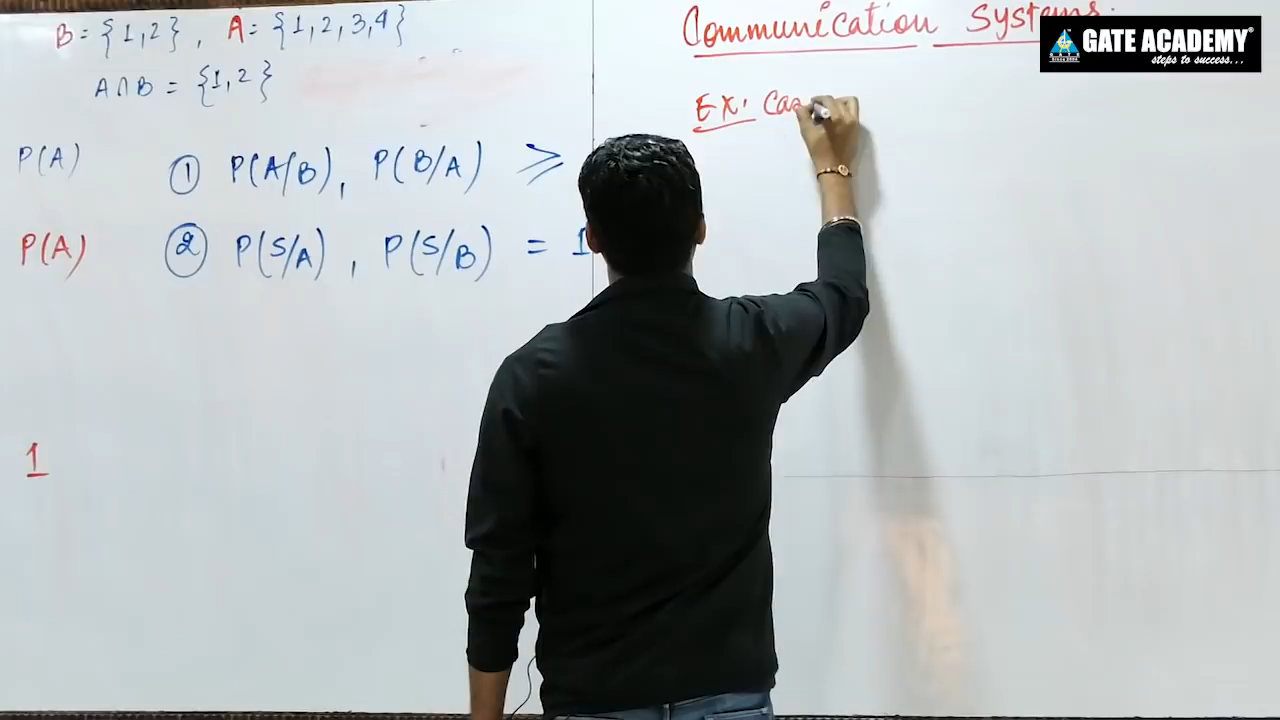 B = {1,2} , A = {1,2,3,4}
A∩B = {1,2}
P(A) ① P(A/B), P(B/A) ≥
P(A) ② P(S/A), P(S/B) = 1
1
Communication Systems.
Ex:
GATE ACADEMY®
steps to success...